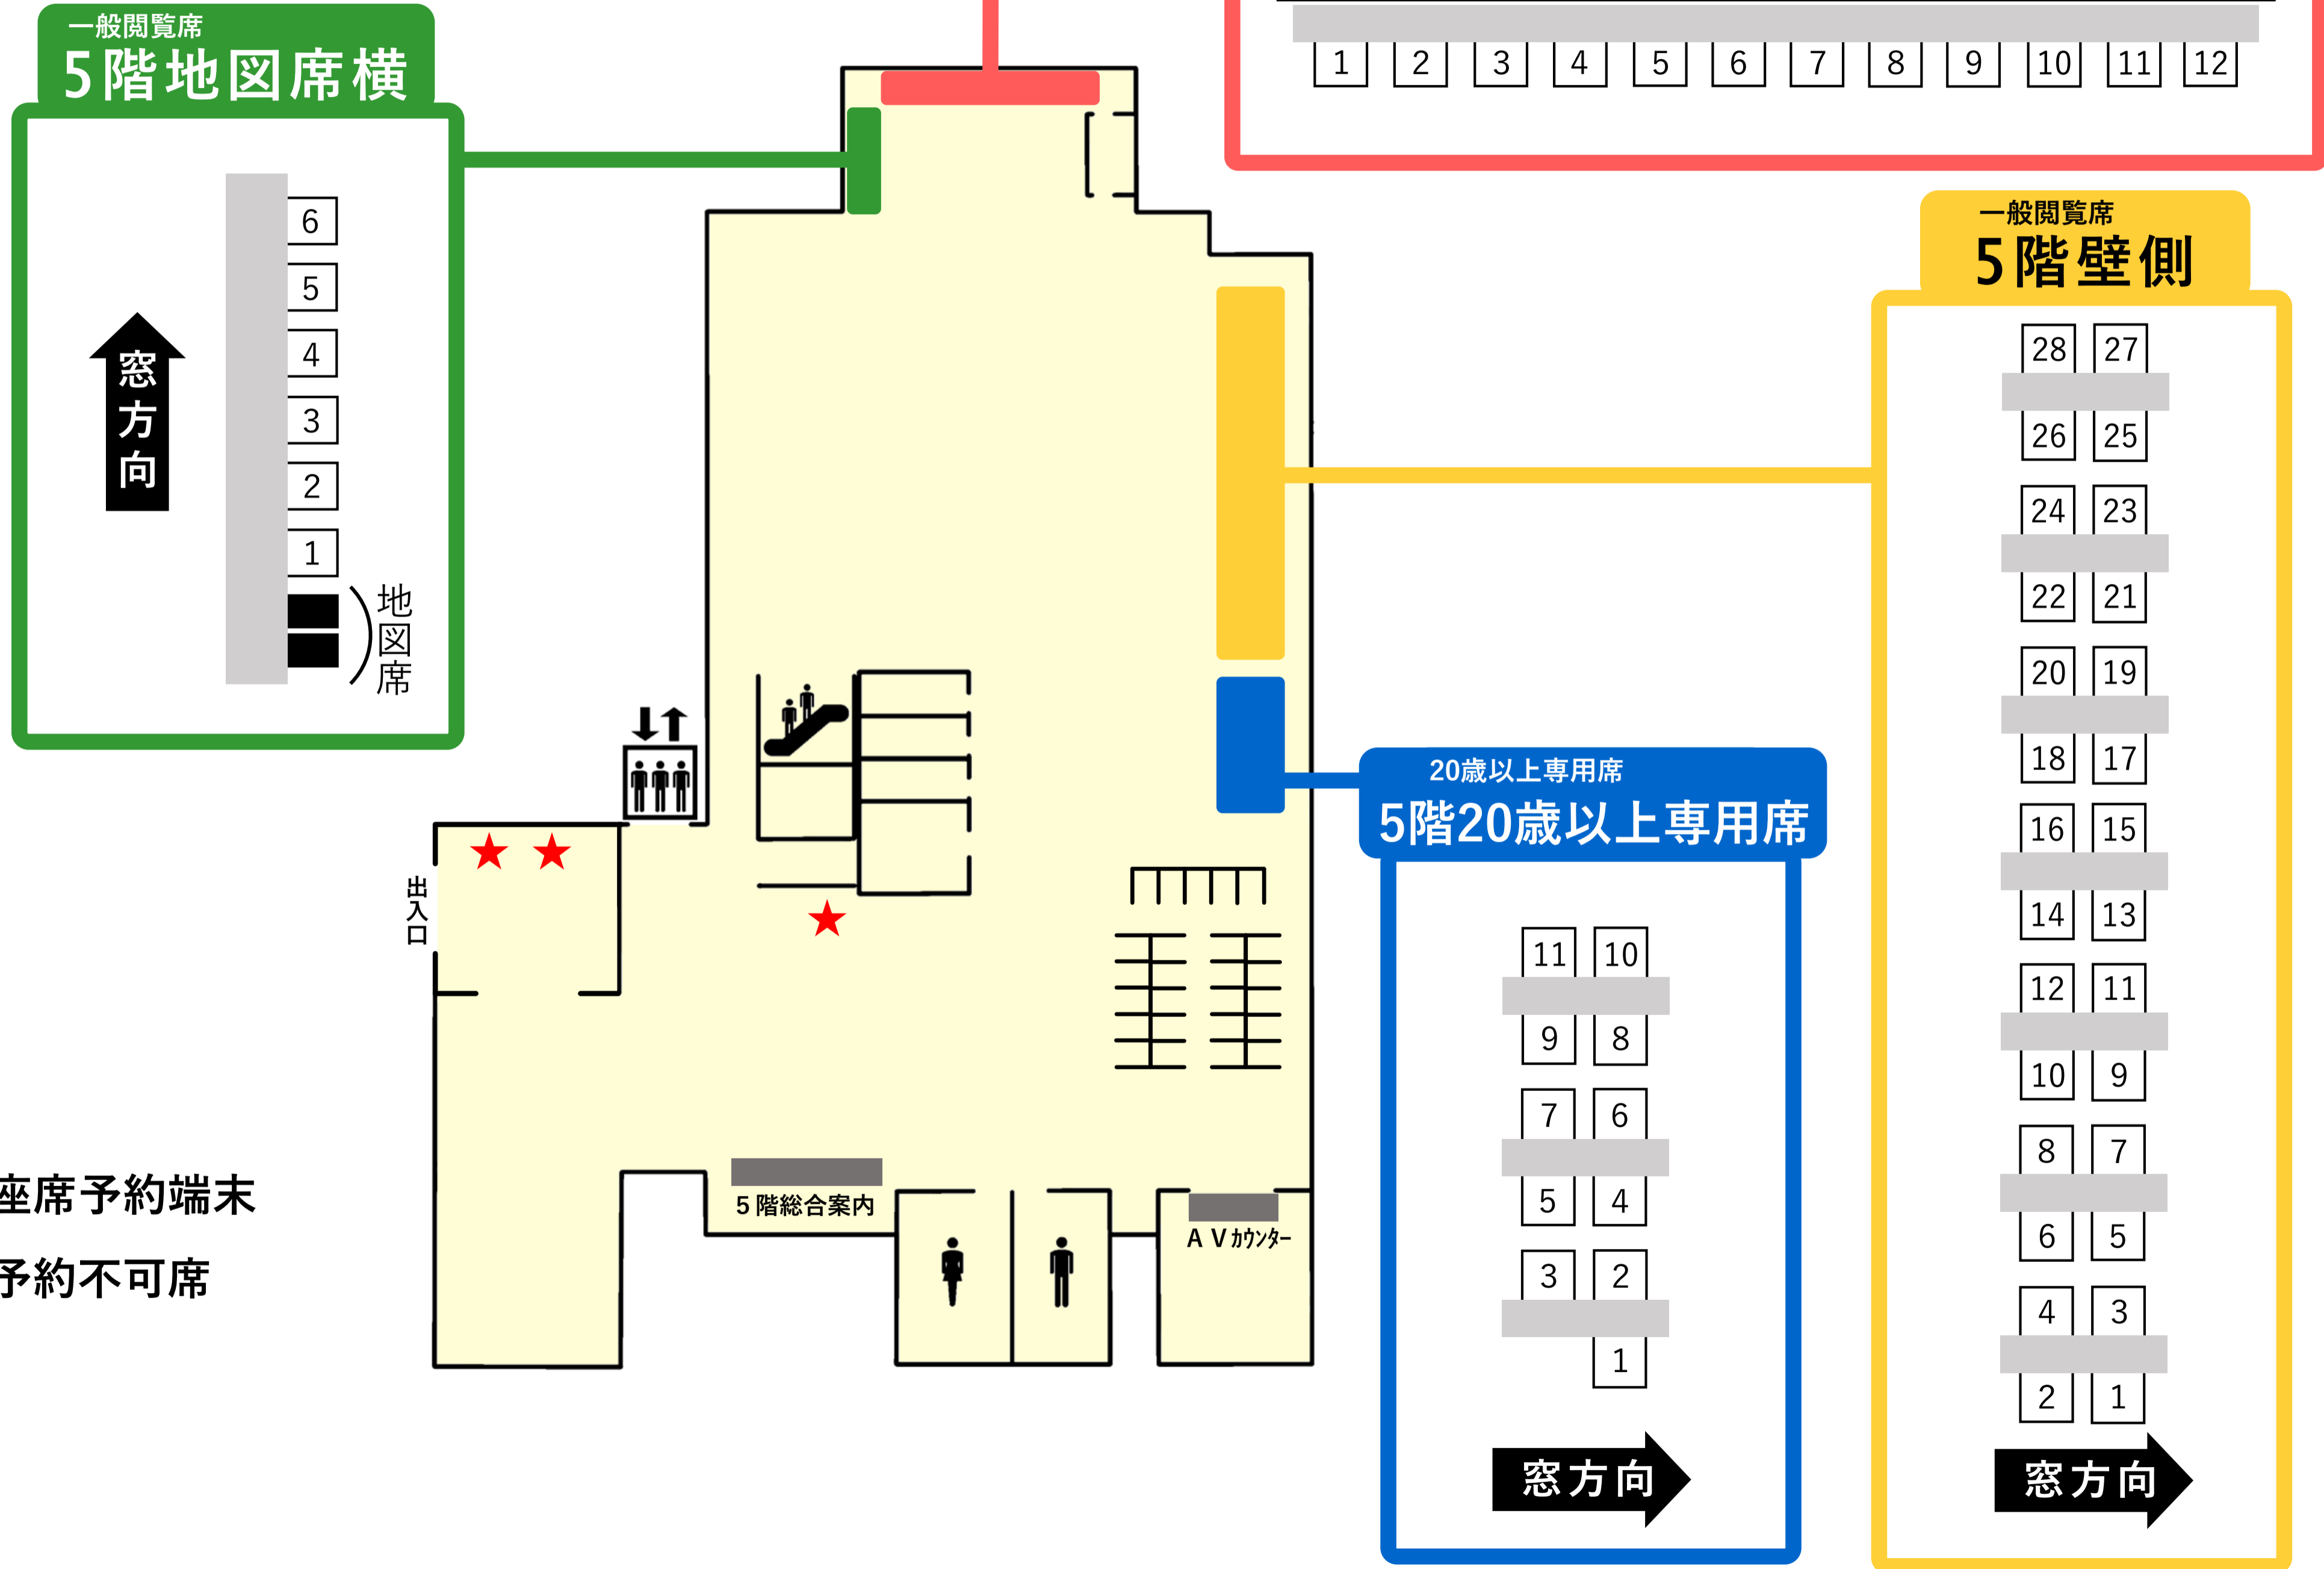 一般閲覧席
5階地図席横
6
5
4
3
2
1
窓方向
地図席
1 2 3 4 5 6 7 8 9 10 11 12
一般閲覧席
5階壁側
28 27
26 25
24 23
22 21
20 19
18 17
16 15
14 13
12 11
10 9
8 7
6 5
4 3
2 1
窓方向
20歳以上専用席
5階20歳以上専用席
11 10
9 8
7 6
5 4
3 2
1
窓方向
出入口
5階総合案内
AVカウンター
座席予約端末
予約不可席